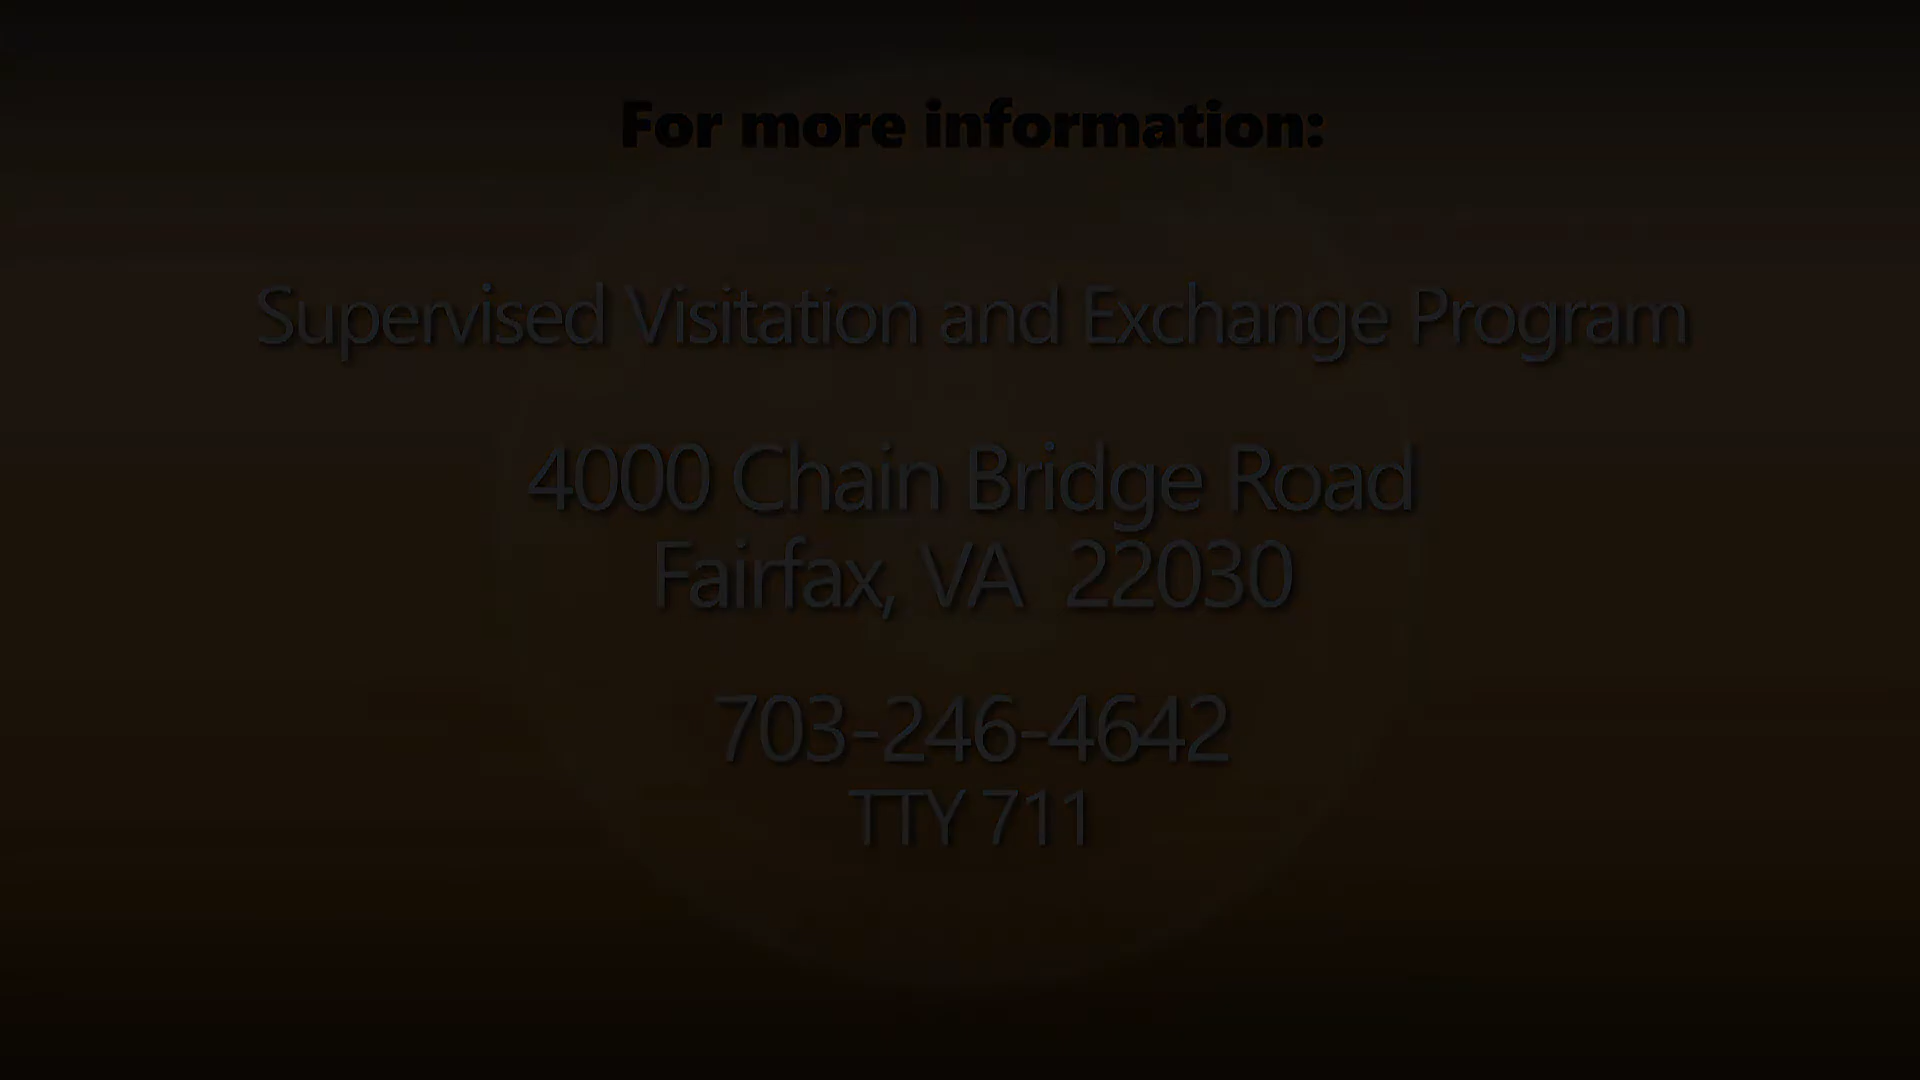 For more information:
Supervised Visitation and Exchange Program
4000 Chain Bridge Road
Fairfax, VA 22030
703-246-4642
TTY 711